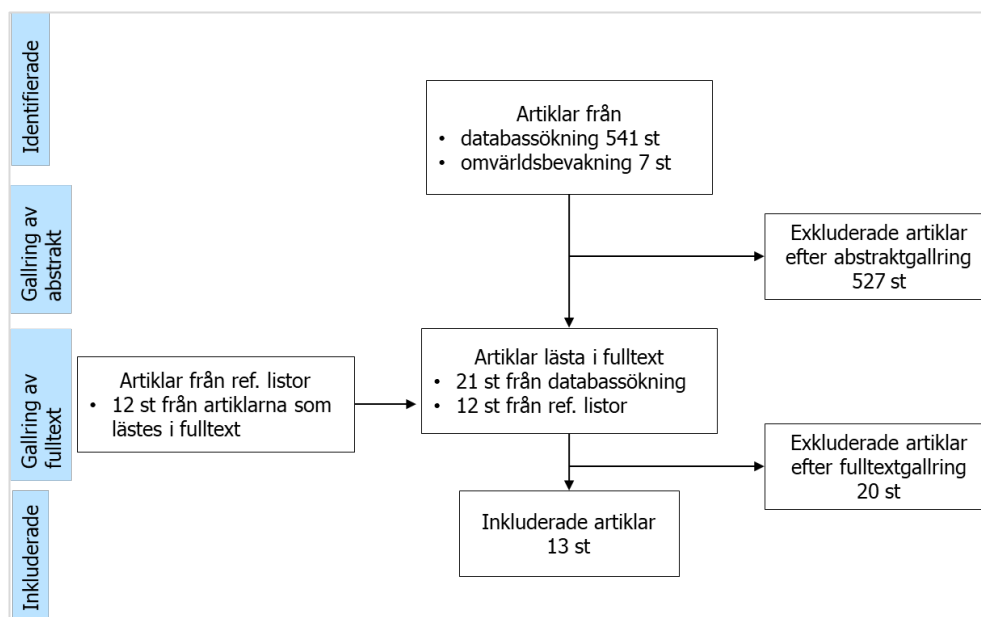 Identifierade
Artiklar från
• databassökning 541 st
• omvärldsbevakning 7 st
Gallring av
abstrakt
Exkluderade artiklar
efter abstraktgallring
527 st
Gallring av
fulltext
Artiklar från ref. listor
• 12 st från artiklarna som
lästes i fulltext
Artiklar lästa i fulltext
• 21 st från databassökning
• 12 st från ref. listor
Exkluderade artiklar
efter fulltextgallring
20 st
Inkluderade
Inkluderade artiklar
13 st